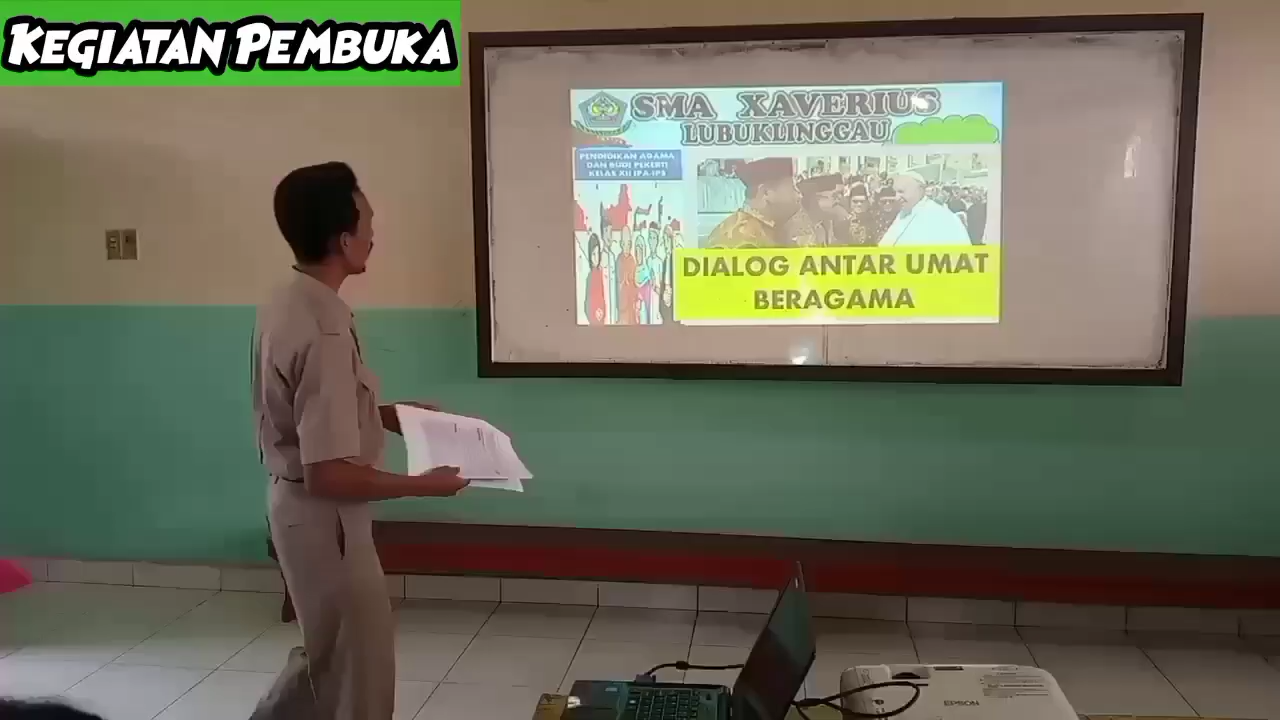 KEGIATAN PEMBUKA
SMA XAVERIUS
LUBUKLINGGAU
PENDIDIKAN AGAMA
DAN BUDI PEKERTI
KELAS XII IPA-IPS
DIALOG ANTAR UMAT
BERAGAMA
EPSON